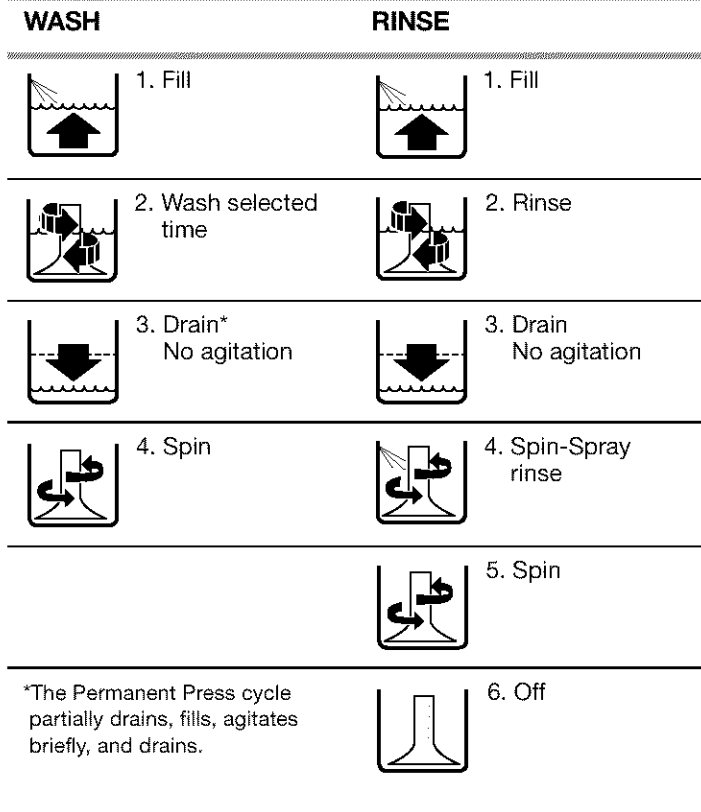 WASH
RINSE
1. Fill
1. Fill
2. Wash selected
time
2. Rinse
3. Drain*
No agitation
3. Drain
No agitation
4. Spin
4. Spin-Spray
rinse
5. Spin
*The Permanent Press cycle
partially drains, fills, agitates
briefly, and drains.
6. Off